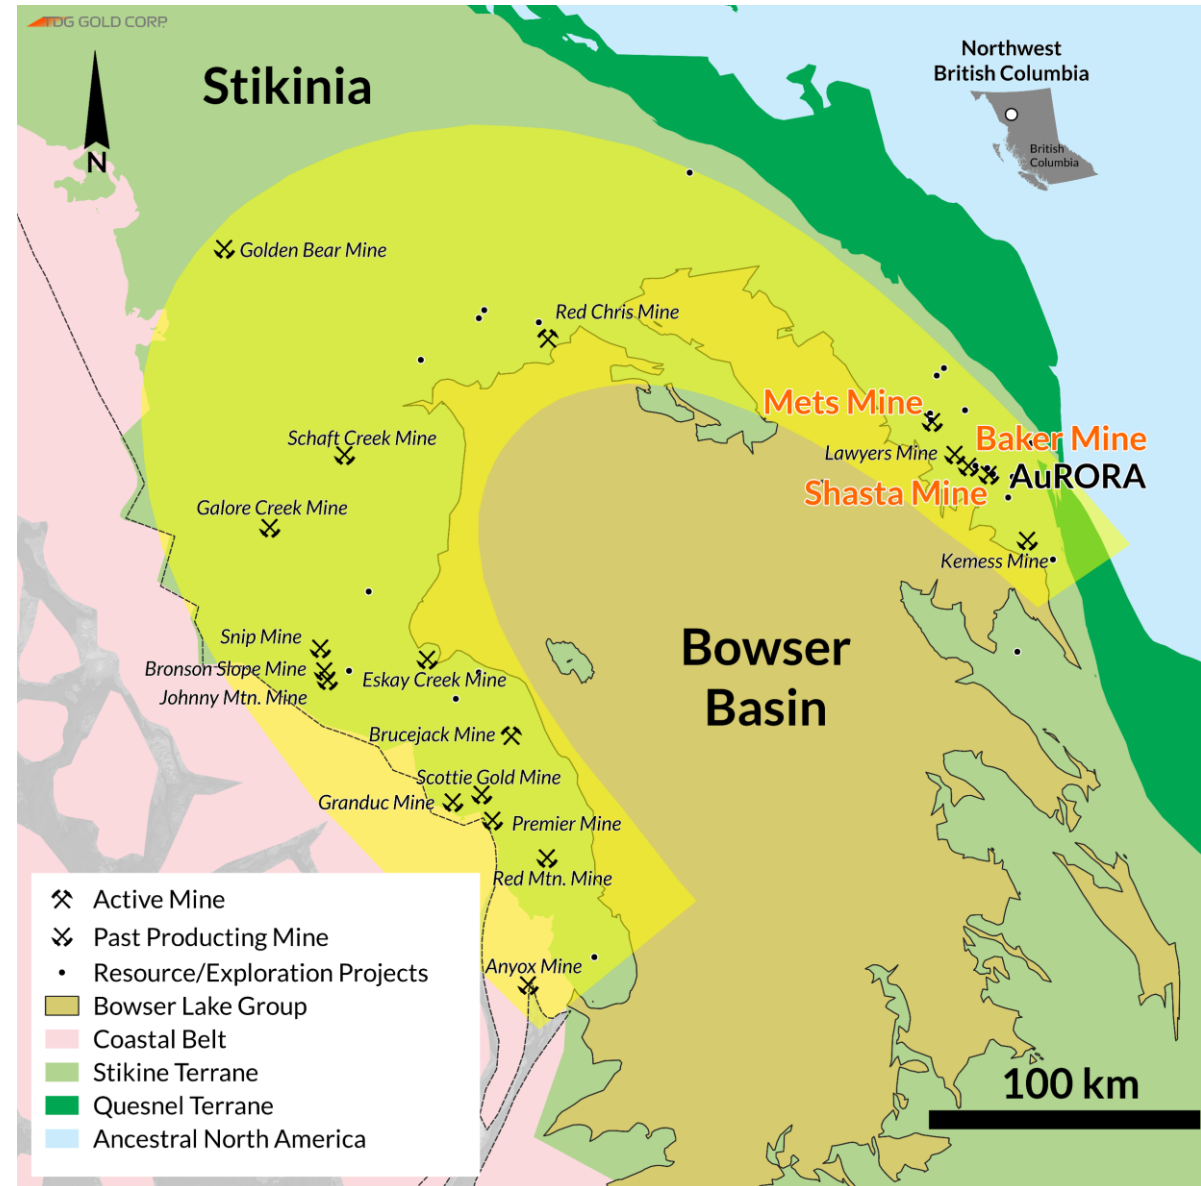 TDG GOLD CORP.
Stikinia
N
Northwest
British Columbia
British
Columbia
Golden Bear Mine
Red Chris Mine
Schaft Creek Mine
Galore Creek Mine
Mets Mine
Lawyers Mine
Baker Mine
AuRORA
Shasta Mine
Kemess Mine
Snip Mine
Bronson Slope Mine
Johnny Mtn. Mine
Eskay Creek Mine
Brucejack Mine
Scottie Gold Mine
Granduc Mine
Premier Mine
Red Mtn. Mine
Anyox Mine
Bowser
Basin
Active Mine
Past Producting Mine
Resource/Exploration Projects
Bowser Lake Group
Coastal Belt
Stikine Terrane
Quesnel Terrane
Ancestral North America
100 km